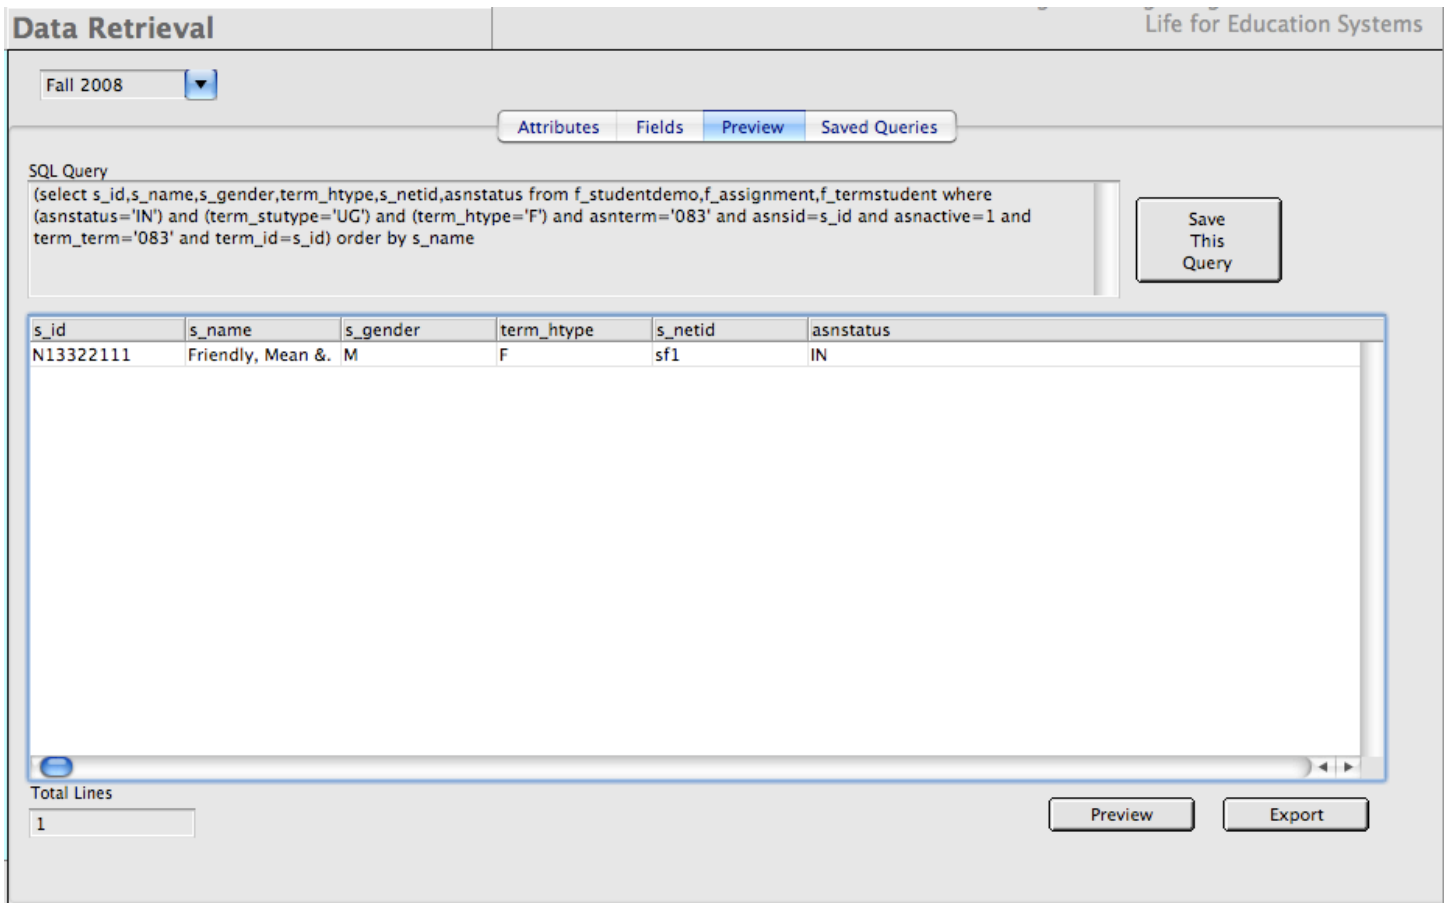 Data Retrieval
Life for Education Systems
Fall 2008
Attributes Fields Preview Saved Queries
SQL Query
(select s_id,s_name,s_gender,term_htype,s_netid,asnstatus from f_studentdemo,f_assignment,f_termstudent where
(asnstatus='IN') and (term_stutype='UG') and (term_htype='F') and asnterm='083' and asnsid=s_id and asnactive=1 and
term_term='083' and term_id=s_id) order by s_name
Save
This
Query
s_id s_name s_gender term_htype s_netid asnstatus
N13322111 Friendly, Mean &. M F sf1 IN
Total Lines
1
Preview Export